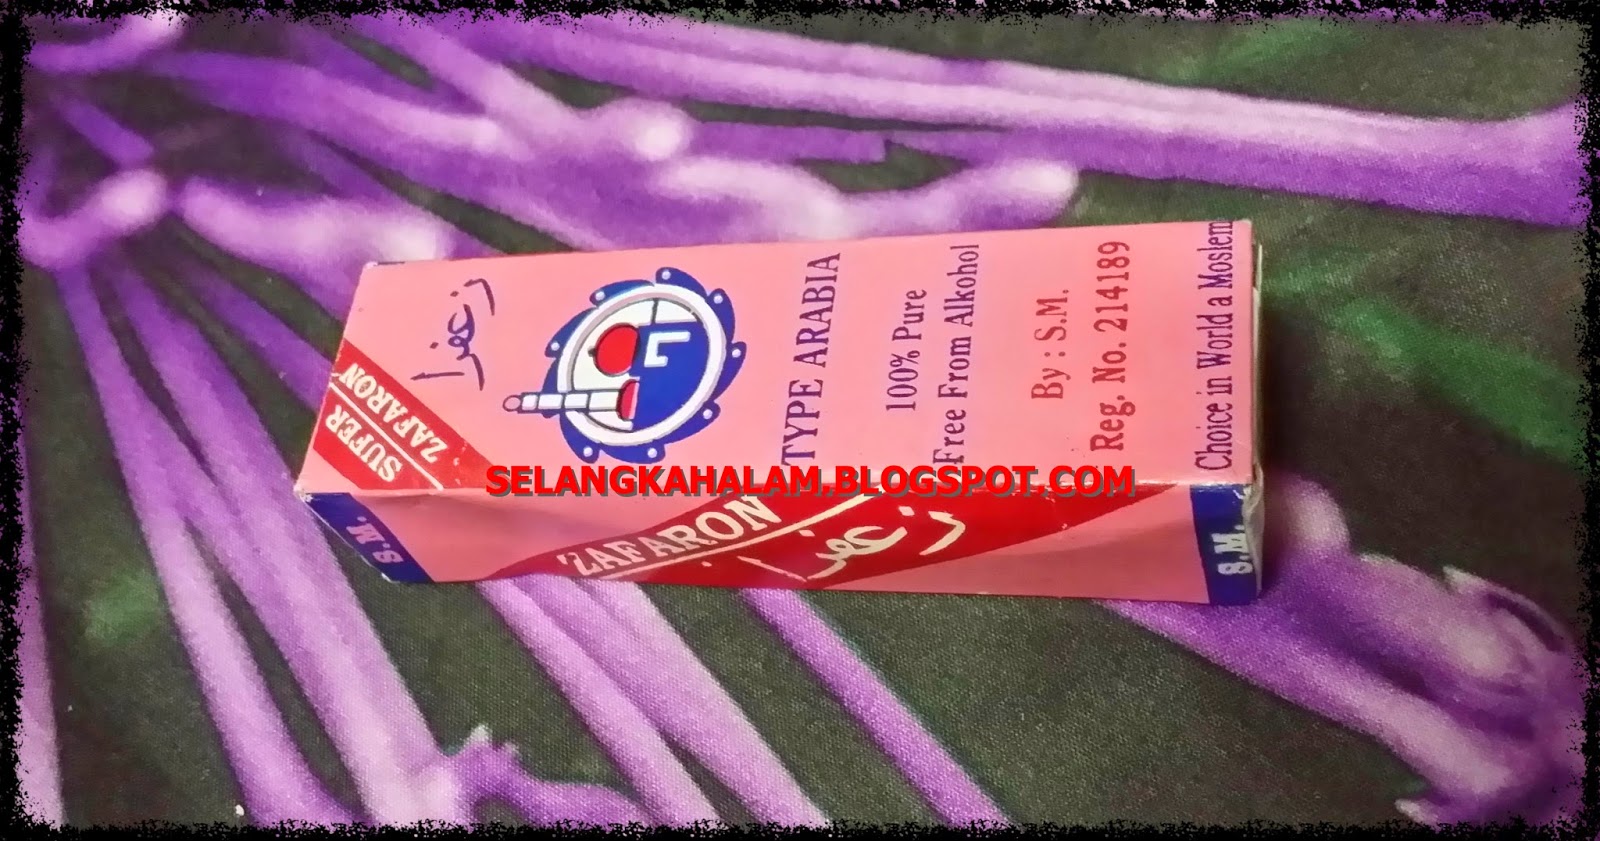 SUFFER
ZAFARON
زعفرا
TYPE ARABIA
100% Pure
Free From Alkohol
By : S.M.
Reg. No. 214189
Choice in World a Moslem
SELANGKAHALAM.BLOGSPOT.COM
S.M.
ZAFARON
زعفرا
S.M.